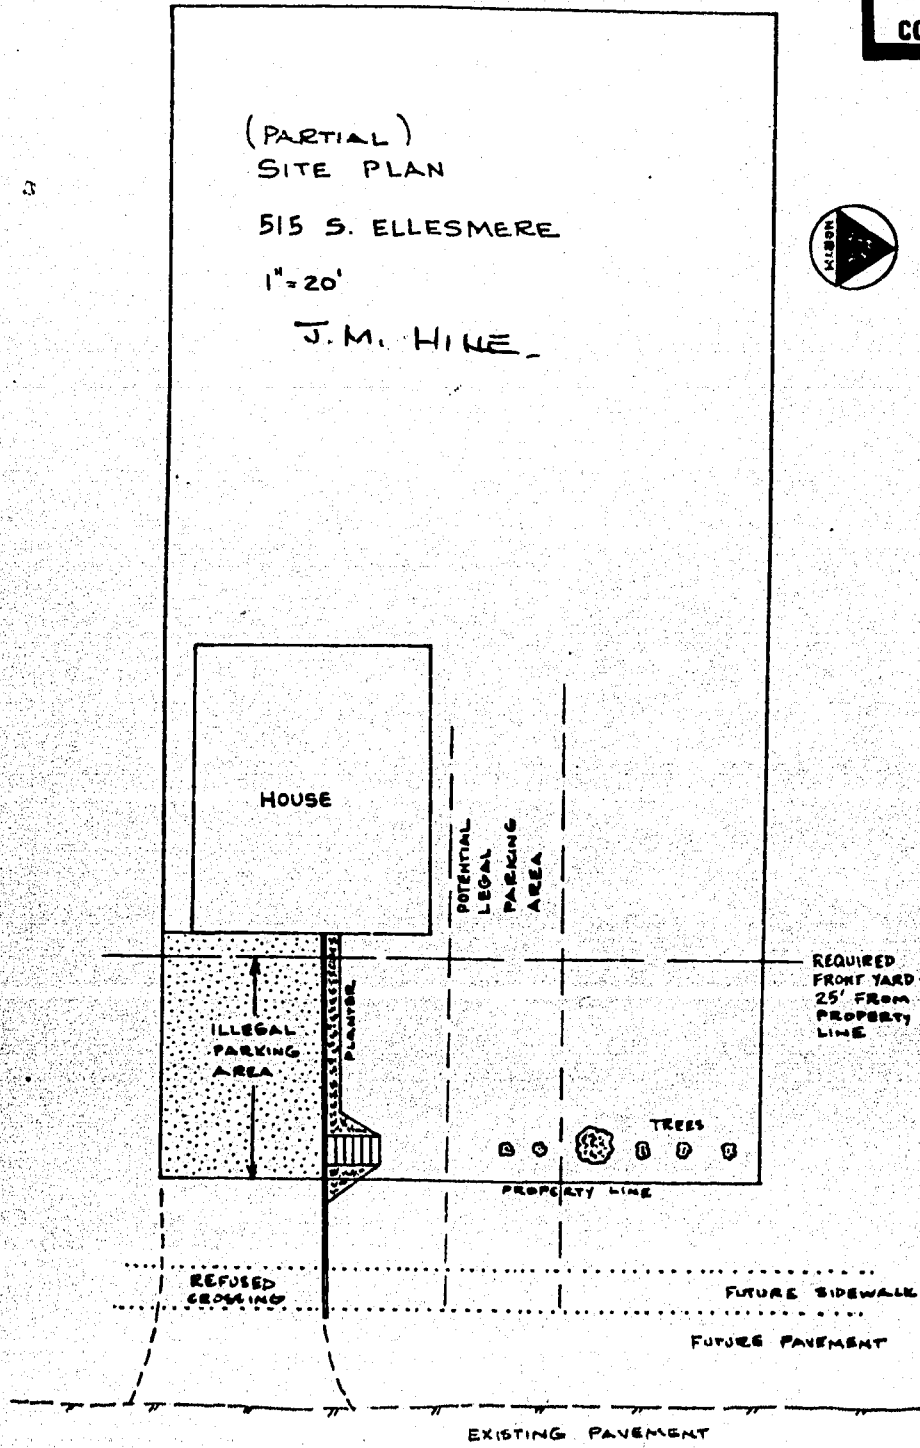 CO
(PARTIAL)
SITE PLAN
515 S. ELLESMERE
1"=20'
J.M. HINE
NORTH
HOUSE
POTENTIAL
LEGAL
PARKING
AREA
REQUIRED
FRONT YARD
25' FROM
PROPERTY
LINE
PLANTER
ILLEGAL
PARKING
AREA
TREES
PROPERTY LINE
REFUSED
CROSSING
FUTURE SIDEWALK
FUTURE PAVEMENT
EXISTING PAVEMENT